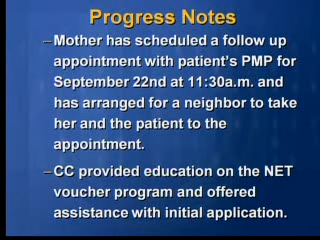 Progress Notes
– Mother has scheduled a follow up
appointment with patient's PMP for
September 22nd at 11:30a.m. and
has arranged for a neighbor to take
her and the patient to the
appointment.
– CC provided education on the NET
voucher program and offered
assistance with initial application.